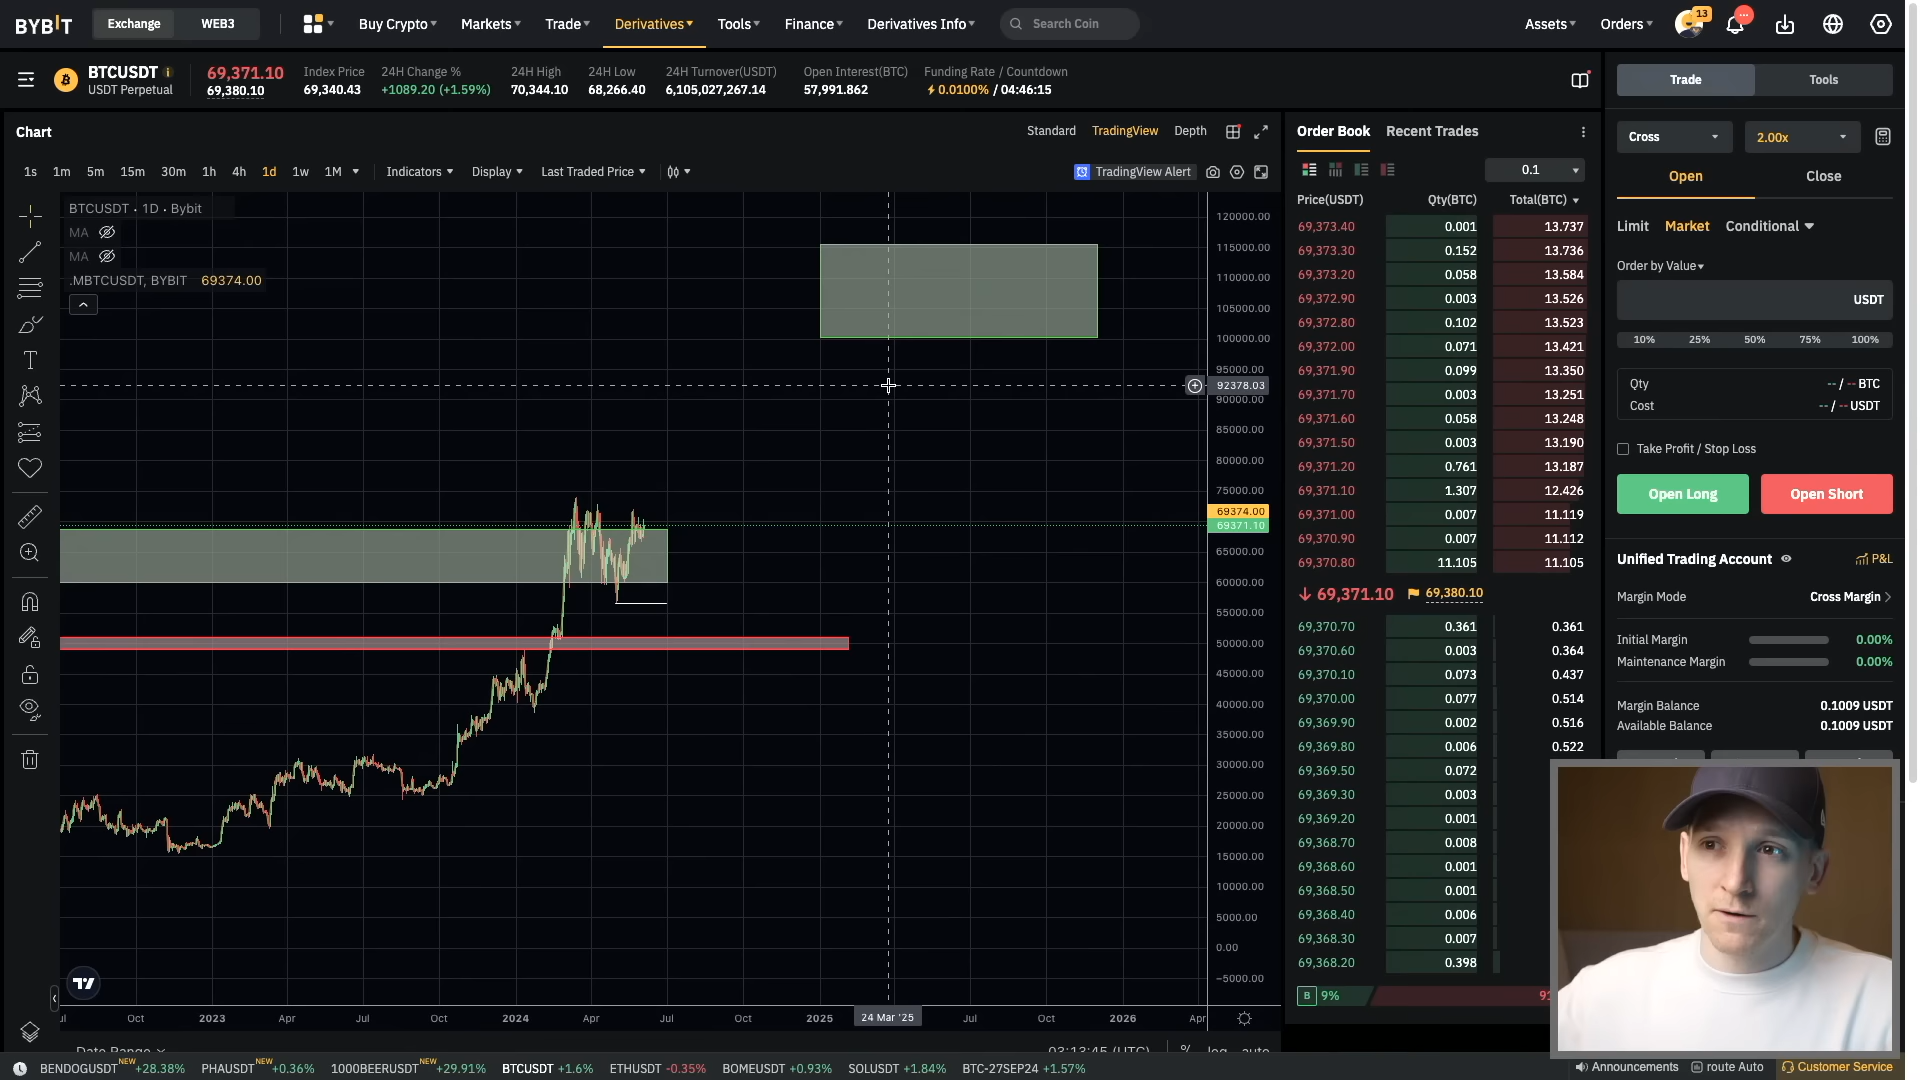 BYBIT Exchange WEB3 Buy Crypto Markets Trade Derivatives Tools Finance Derivatives Info Search Coin Assets Orders 13
BTCUSDT
USDT Perpetual
69,371.10
69,380.10
Index Price
69,340.43
24H Change %
+1089.20 (+1.59%)
24H High
70,344.10
24H Low
68,266.40
24H Turnover(USDT)
6,105,027,267.14
Open Interest(BTC)
57,991.862
Funding Rate / Countdown
0.0100% / 04:46:15
Chart
Standard TradingView Depth
1s 1m 5m 15m 30m 1h 4h 1d 1w 1M Indicators Display Last Traded Price TradingView Alert
BTCUSDT · 1D · Bybit
MA
MA
.MBTCUSDT, BYBIT 69374.00
120000.00
115000.00
110000.00
105000.00
100000.00
95000.00
92378.03
90000.00
85000.00
80000.00
75000.00
69374.00
69371.10
65000.00
60000.00
55000.00
50000.00
45000.00
40000.00
35000.00
30000.00
25000.00
20000.00
15000.00
10000.00
5000.00
0.00
−5000.00
Oct 2023 Apr Jul Oct 2024 Apr Jul Oct 2025 24 Mar '25 Jul Oct 2026 Apr
Date Range 03:13:45 (UTC) % log auto
Order Book Recent Trades
0.1
Price(USDT) Qty(BTC) Total(BTC)
69,373.40 0.001 13.737
69,373.30 0.152 13.736
69,373.20 0.058 13.584
69,372.90 0.003 13.526
69,372.80 0.102 13.523
69,372.00 0.071 13.421
69,371.90 0.099 13.350
69,371.70 0.003 13.251
69,371.60 0.058 13.248
69,371.50 0.003 13.190
69,371.20 0.761 13.187
69,371.10 1.307 12.426
69,371.00 0.007 11.119
69,370.90 0.007 11.112
69,370.80 11.105 11.105
69,371.10 69,380.10
69,370.70 0.361 0.361
69,370.60 0.003 0.364
69,370.10 0.073 0.437
69,370.00 0.077 0.514
69,369.90 0.002 0.516
69,369.80 0.006 0.522
69,369.50 0.072
69,369.30 0.003
69,369.20 0.001
69,368.70 0.008
69,368.60 0.001
69,368.50 0.001
69,368.40 0.006
69,368.30 0.007
69,368.20 0.398
B 9%
Trade Tools
Cross 2.00x
Open Close
Limit Market Conditional
Order by Value
USDT
10% 25% 50% 75% 100%
Qty -- / -- BTC
Cost -- / -- USDT
Take Profit / Stop Loss
Open Long Open Short
Unified Trading Account P&L
Margin Mode Cross Margin
Initial Margin 0.00%
Maintenance Margin 0.00%
Margin Balance 0.1009 USDT
Available Balance 0.1009 USDT
BENDOGUSDT NEW +28.38% PHAUSDT NEW +0.36% 1000BEERUSDT NEW +29.91% BTCUSDT +1.6% ETHUSDT -0.35% BOMEUSDT +0.93% SOLUSDT +1.84% BTC-27SEP24 +1.57% Announcements route Auto Customer Service